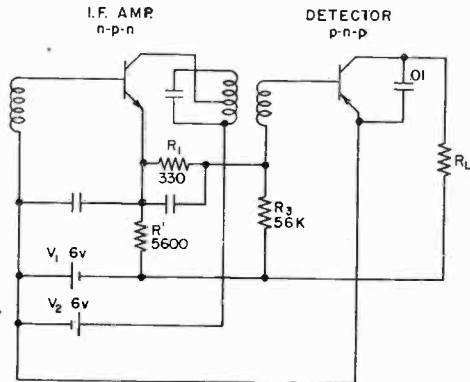 I.F. AMP.
n-p-n
DETECTOR
p-n-p
.01
R1
330
RL
R'
5600
R3
56K
V1 6v
V2 6v